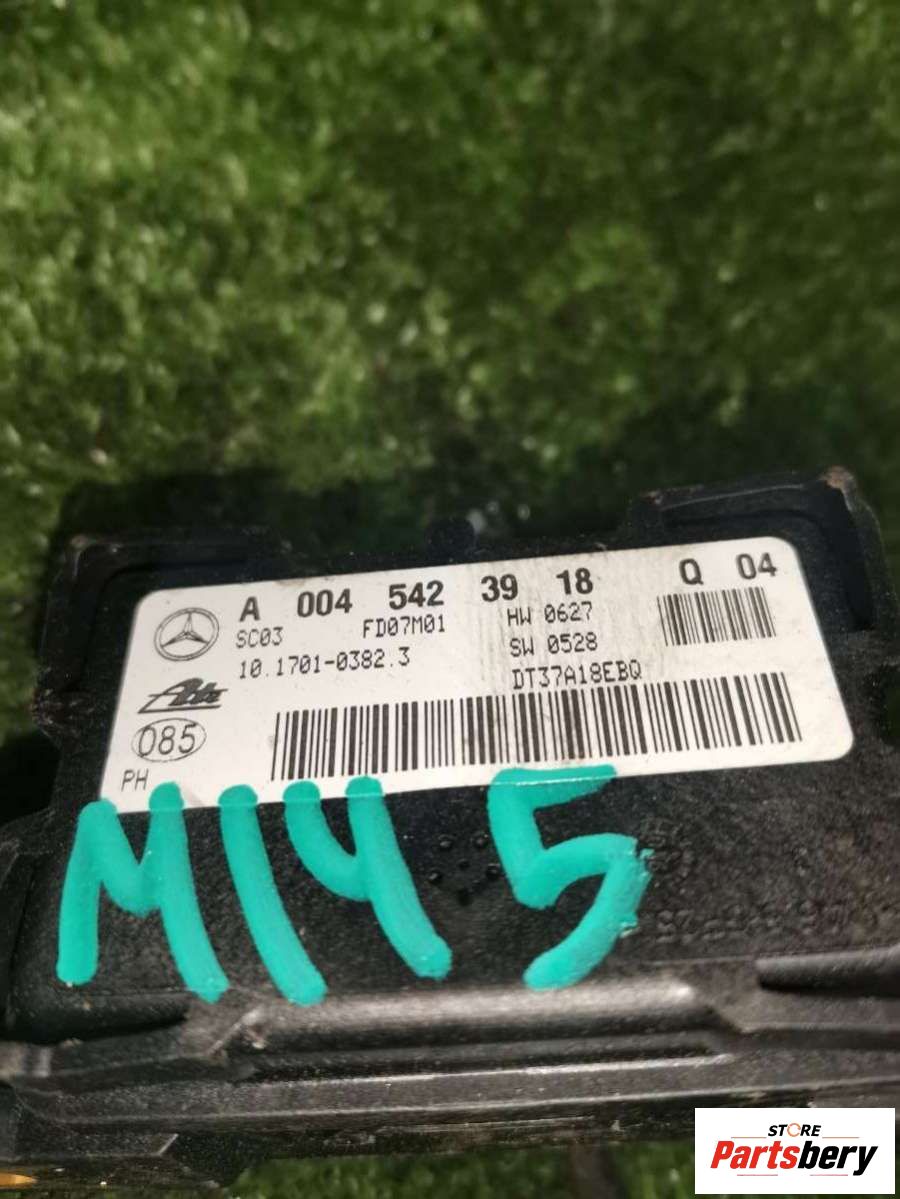 A 004 542 39 18 Q 04
SC03 FD07M01 HW 0627
10.1701-0382.3 SW 0528
DT37A18EBQ
Ate
085
PH
M145
STORE
Partsbery